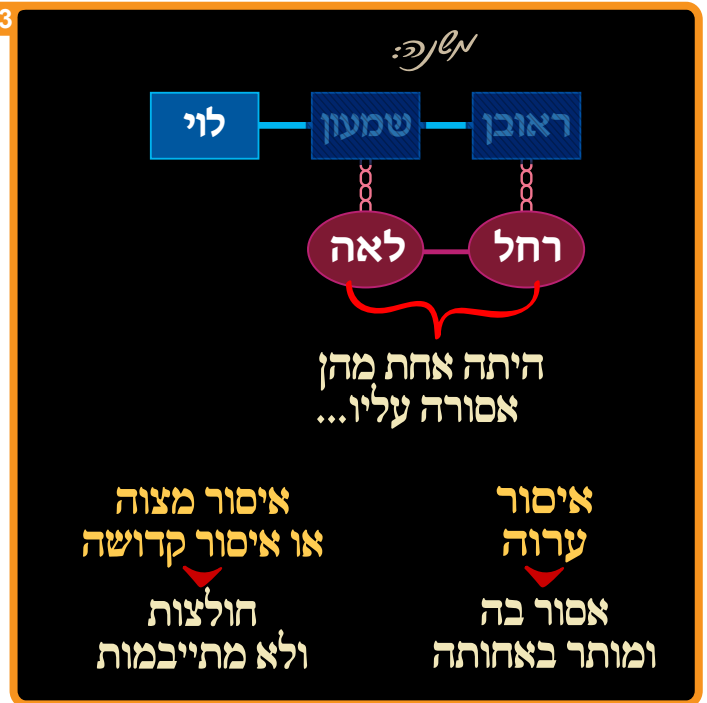 3
משנה:
ראובן שמעון לוי
רחל לאה
היתה אחת מהן
אסורה עליו...
איסור
ערוה
אסור בה
ומותר באחותה
איסור מצוה
או איסור קדושה
חולצות
ולא מתייבמות